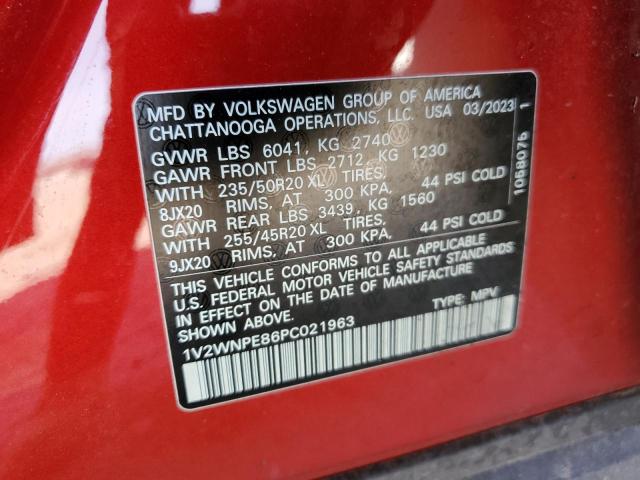 MFD BY VOLKSWAGEN GROUP OF AMERICA
CHATTANOOGA OPERATIONS, LLC. USA 03/2023 1
GVWR LBS 6041, KG 2740
GAWR FRONT LBS 2712, KG 1230
WITH 235/50R20 XL TIRES,
8JX20 RIMS, AT 300 KPA, 44 PSI COLD
GAWR REAR LBS 3439, KG 1560
WITH 255/45R20 XL TIRES,
9JX20 RIMS, AT 300 KPA, 44 PSI COLD
THIS VEHICLE CONFORMS TO ALL APPLICABLE
U.S. FEDERAL MOTOR VEHICLE SAFETY STANDARDS
IN EFFECT ON THE DATE OF MANUFACTURE
SHOWN ABOVE. TYPE: MPV
1V2WNPE86PC021963
1058075